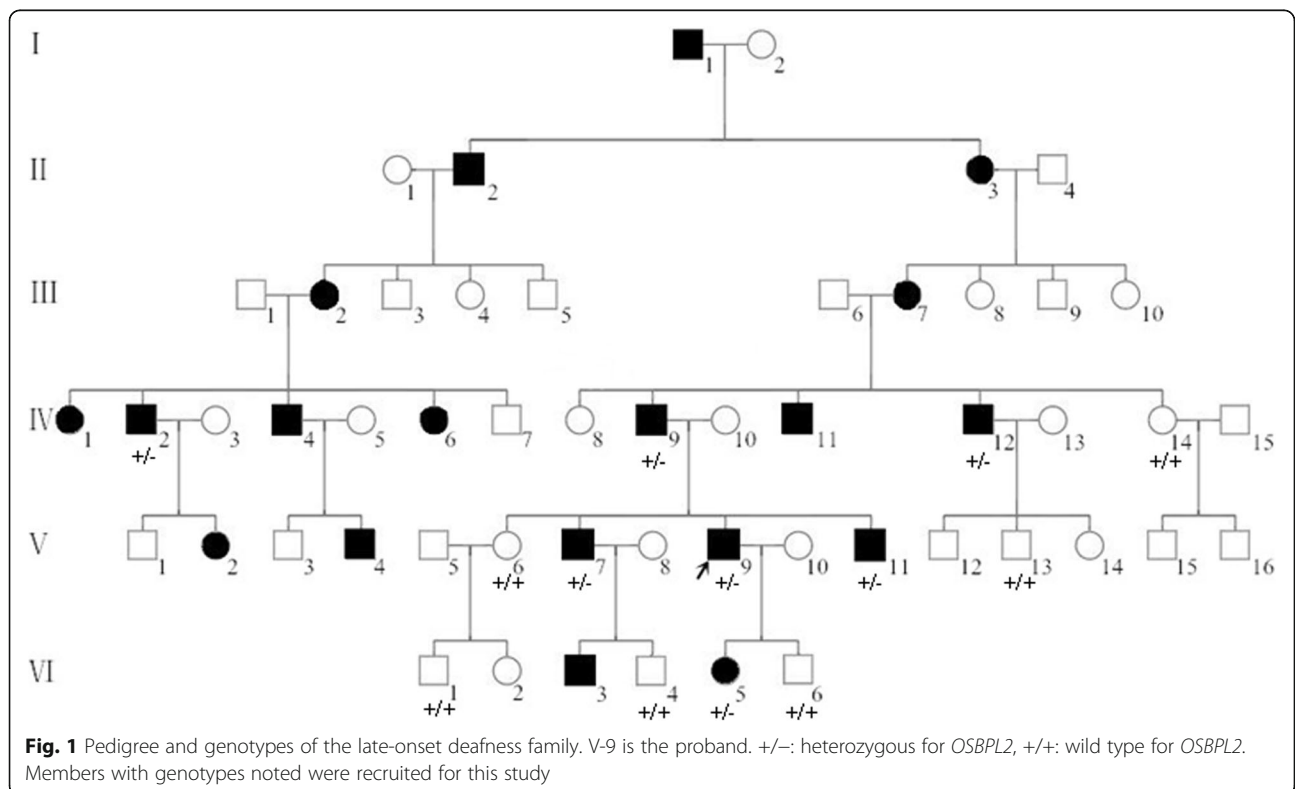 I
1 2
II
1 2 3 4
III
1 2 3 4 5 6 7 8 9 10
IV
1 2 3 4 5 6 7 8 9 10 11 12 13 14 15
+/- +/- +/- +/+
V
1 2 3 4 5 6 7 8 9 10 11 12 13 14 15 16
+/+ +/- +/- +/- +/+
VI
1 2 3 4 5 6
+/+ +/+ +/- +/+
Fig. 1 Pedigree and genotypes of the late-onset deafness family. V-9 is the proband. +/−: heterozygous for OSBPL2, +/+: wild type for OSBPL2.
Members with genotypes noted were recruited for this study